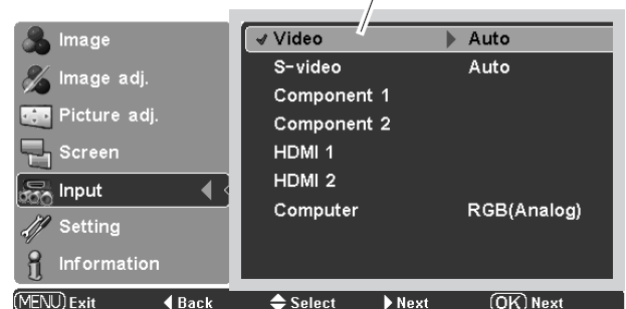 Image
Image adj.
Picture adj.
Screen
Input
Setting
Information
Video Auto
S-video Auto
Component 1
Component 2
HDMI 1
HDMI 2
Computer RGB(Analog)
MENU Exit Back Select Next OK Next